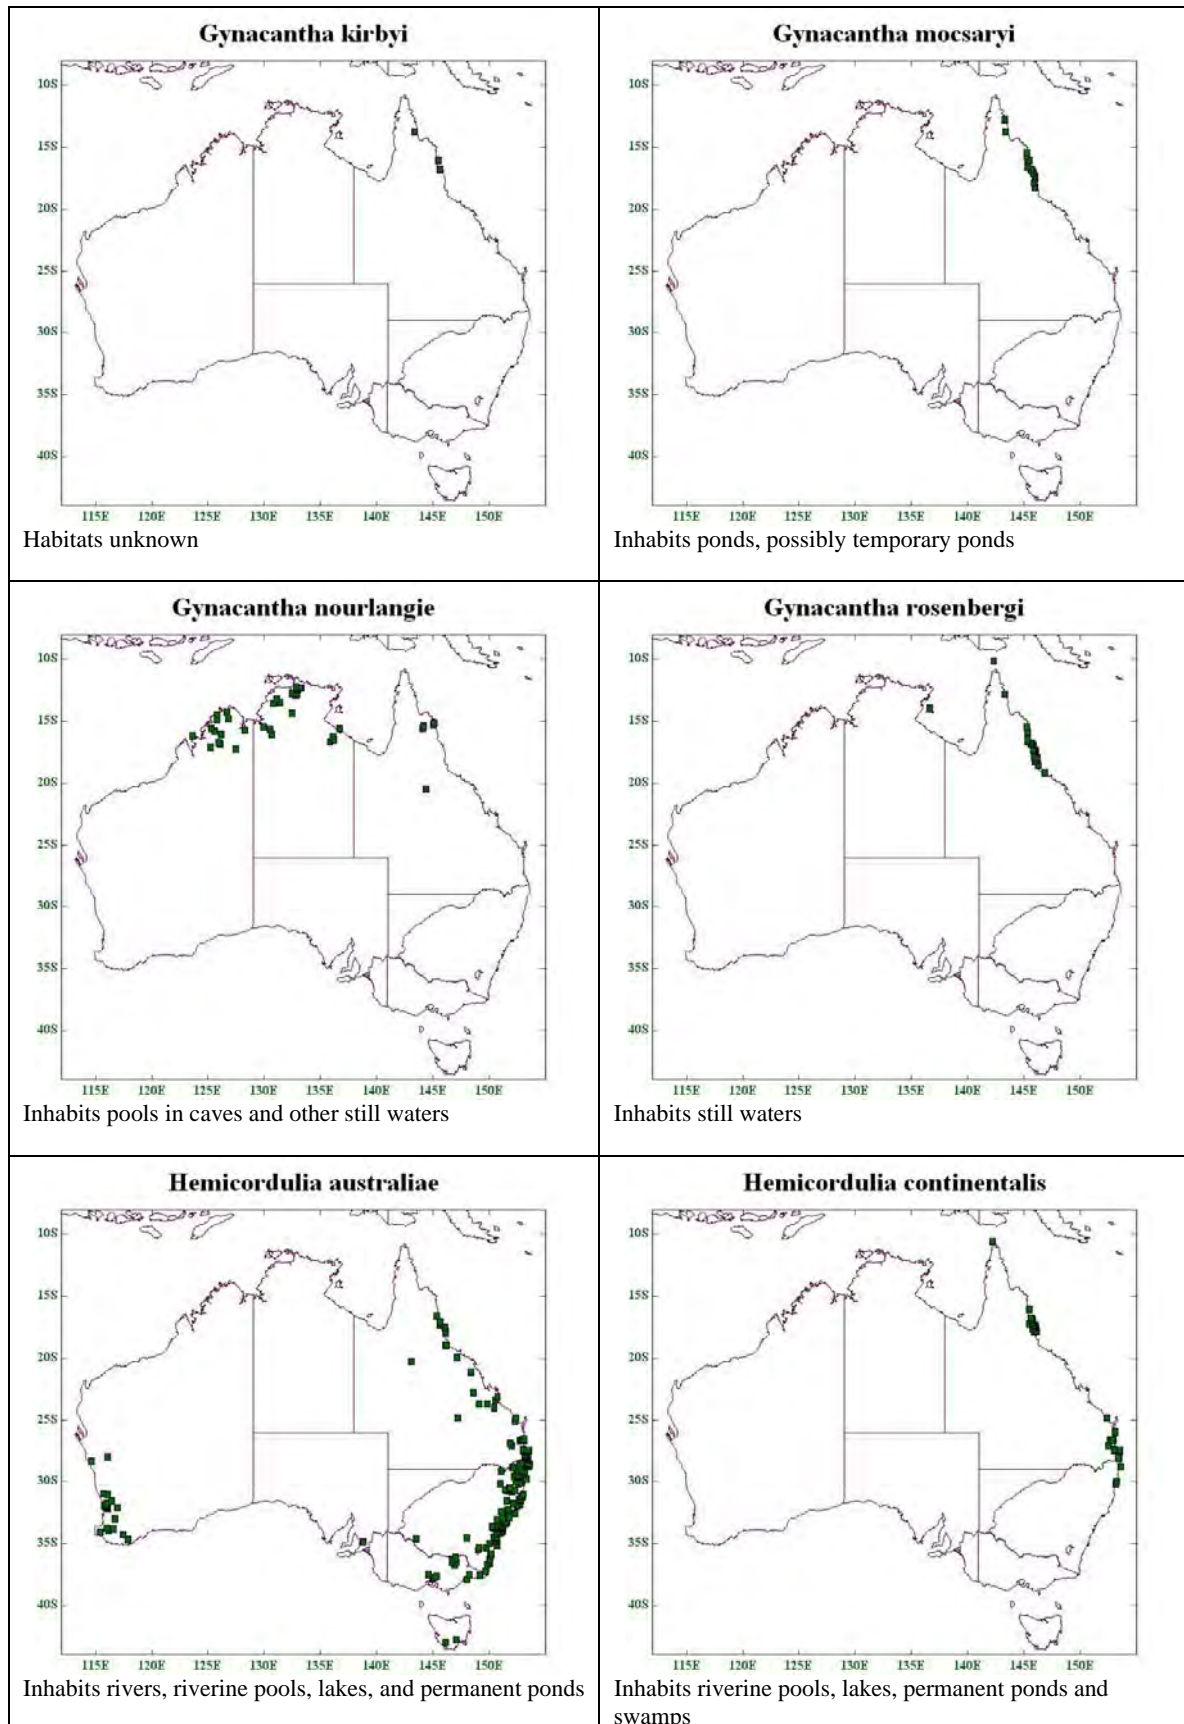 Gynacantha kirbyi
10S
15S
20S
25S
30S
35S
40S
115E 120E 125E 130E 135E 140E 145E 150E
Habitats unknown
Gynacantha mocsaryi
10S
15S
20S
25S
30S
35S
40S
115E 120E 125E 130E 135E 140E 145E 150E
Inhabits ponds, possibly temporary ponds
Gynacantha nourlangie
10S
15S
20S
25S
30S
35S
40S
115E 120E 125E 130E 135E 140E 145E 150E
Inhabits pools in caves and other still waters
Gynacantha rosenbergi
10S
15S
20S
25S
30S
35S
40S
115E 120E 125E 130E 135E 140E 145E 150E
Inhabits still waters
Hemicordulia australiae
10S
15S
20S
25S
30S
35S
40S
115E 120E 125E 130E 135E 140E 145E 150E
Inhabits rivers, riverine pools, lakes, and permanent ponds
Hemicordulia continentalis
10S
15S
20S
25S
30S
35S
40S
115E 120E 125E 130E 135E 140E 145E 150E
Inhabits riverine pools, lakes, permanent ponds and
swamps